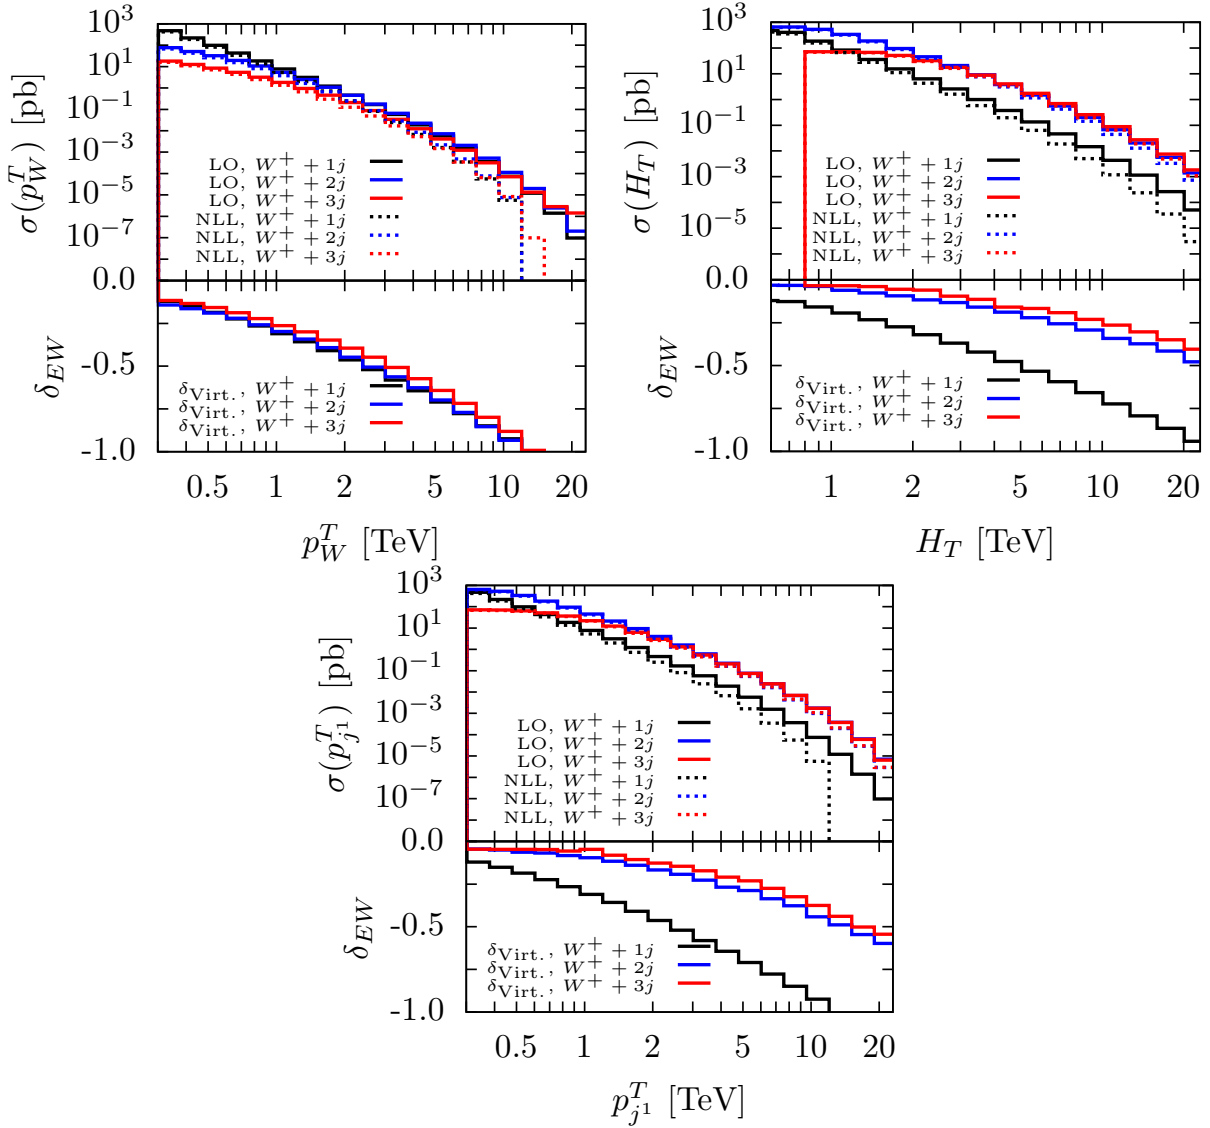 σ(p_W^T) [pb]
10^3
10^1
10^-1
10^-3
10^-5
10^-7
0.0
LO, W^+ + 1j
LO, W^+ + 2j
LO, W^+ + 3j
NLL, W^+ + 1j
NLL, W^+ + 2j
NLL, W^+ + 3j
δ_EW
-0.5
-1.0
δ_Virt., W^+ + 1j
δ_Virt., W^+ + 2j
δ_Virt., W^+ + 3j
0.5 1 2 5 10 20
p_W^T [TeV]
σ(H_T) [pb]
10^3
10^1
10^-1
10^-3
10^-5
0.0
LO, W^+ + 1j
LO, W^+ + 2j
LO, W^+ + 3j
NLL, W^+ + 1j
NLL, W^+ + 2j
NLL, W^+ + 3j
δ_EW
-0.5
-1.0
δ_Virt., W^+ + 1j
δ_Virt., W^+ + 2j
δ_Virt., W^+ + 3j
1 2 5 10 20
H_T [TeV]
σ(p_{j^1}^T) [pb]
10^3
10^1
10^-1
10^-3
10^-5
10^-7
0.0
LO, W^+ + 1j
LO, W^+ + 2j
LO, W^+ + 3j
NLL, W^+ + 1j
NLL, W^+ + 2j
NLL, W^+ + 3j
δ_EW
-0.5
-1.0
δ_Virt., W^+ + 1j
δ_Virt., W^+ + 2j
δ_Virt., W^+ + 3j
0.5 1 2 5 10 20
p_{j^1}^T [TeV]